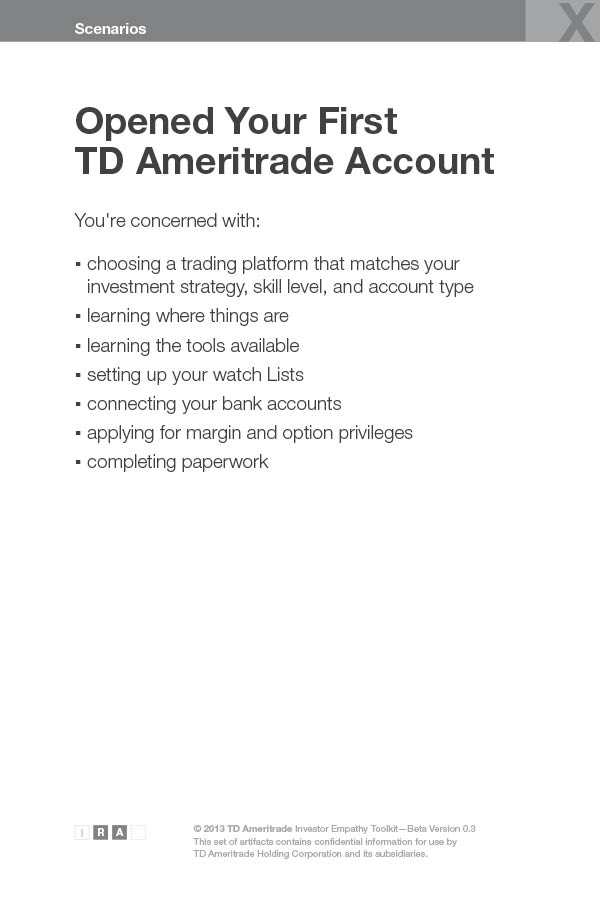 Scenarios
X
Opened Your First
TD Ameritrade Account
You're concerned with:
▪ choosing a trading platform that matches your
investment strategy, skill level, and account type
▪ learning where things are
▪ learning the tools available
▪ setting up your watch Lists
▪ connecting your bank accounts
▪ applying for margin and option privileges
▪ completing paperwork
I R A
© 2013 TD Ameritrade Investor Empathy Toolkit—Beta Version 0.3
This set of artifacts contains confidential information for use by
TD Ameritrade Holding Corporation and its subsidiaries.